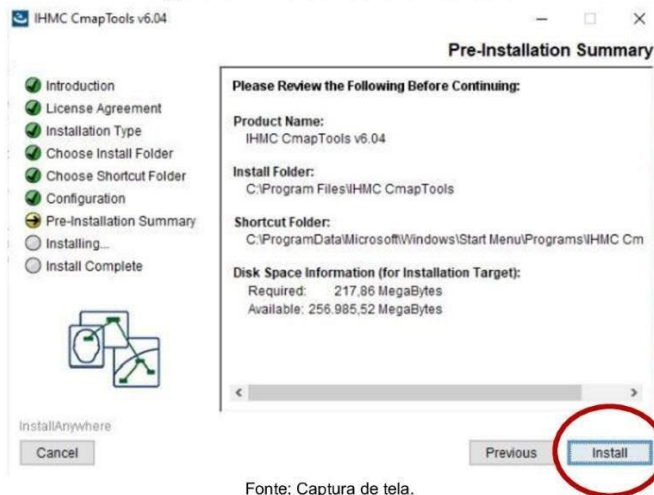 IHMC CmapTools v6.04
Pre-Installation Summary
Introduction
License Agreement
Installation Type
Choose Install Folder
Choose Shortcut Folder
Configuration
Pre-Installation Summary
Installing...
Install Complete
Please Review the Following Before Continuing:
Product Name:
IHMC CmapTools v6.04
Install Folder:
C:\Program Files\IHMC CmapTools
Shortcut Folder:
C:\ProgramData\Microsoft\Windows\Start Menu\Programs\IHMC Cm
Disk Space Information (for Installation Target):
Required: 217,86 MegaBytes
Available: 256.985,52 MegaBytes
InstallAnywhere
Cancel
Previous
Install
Fonte: Captura de tela.